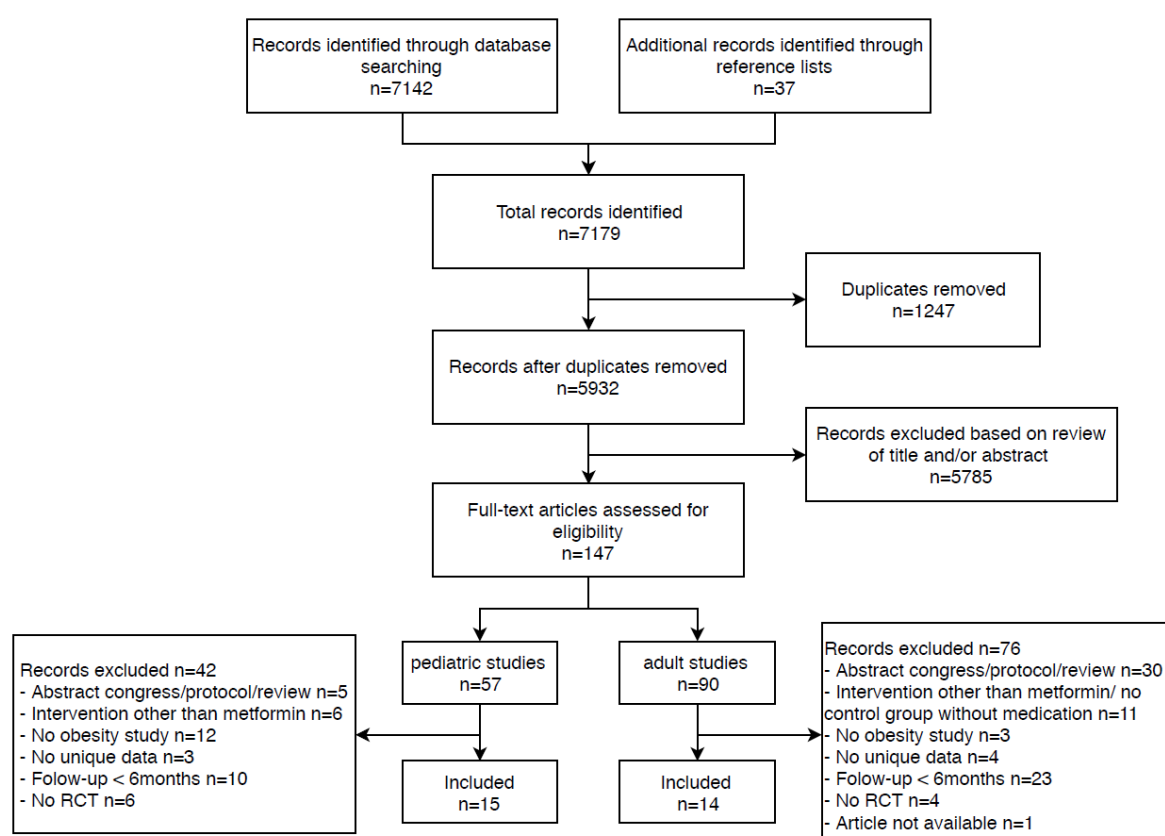 Records identified through database
searching
n=7142
Additional records identified through
reference lists
n=37
Total records identified
n=7179
Duplicates removed
n=1247
Records after duplicates removed
n=5932
Records excluded based on review
of title and/or abstract
n=5785
Full-text articles assessed for
eligibility
n=147
Records excluded n=42
- Abstract congress/protocol/review n=5
- Intervention other than metformin n=6
- No obesity study n=12
- No unique data n=3
- Folow-up < 6months n=10
- No RCT n=6
pediatric studies
n=57
adult studies
n=90
Records excluded n=76
- Abstract congress/protocol/review n=30
- Intervention other than metformin/ no
control group without medication n=11
- No obesity study n=3
- No unique data n=4
- Folow-up < 6months n=23
- No RCT n=4
- Article not available n=1
Included
n=15
Included
n=14